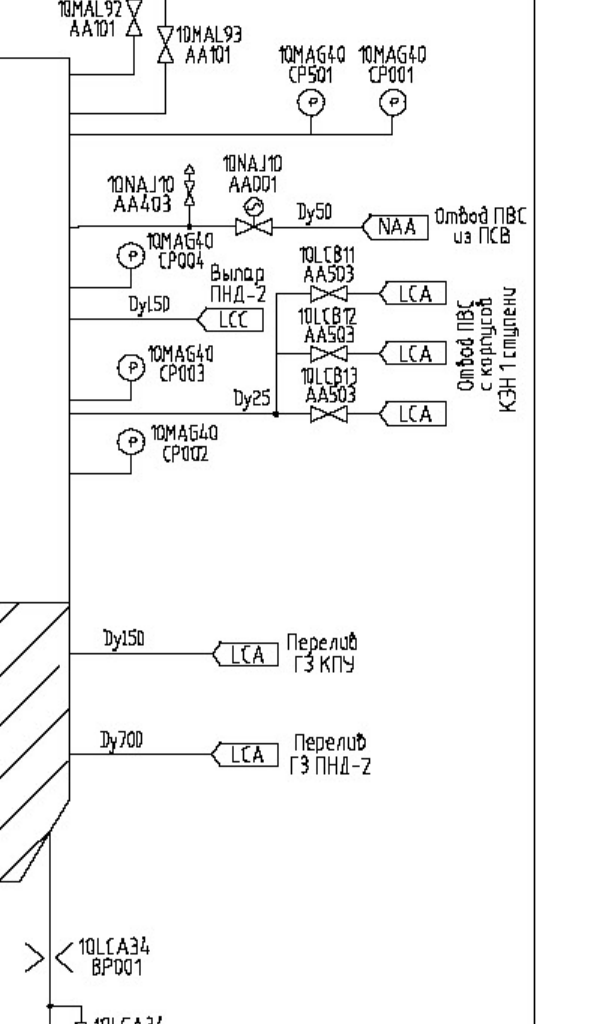 10MAL92
AA101
10MAL93
AA101
10MAG40
CP501
10MAG40
CP001
P
P
10NAJ10
AA403
10NAJ10
AA001
Dy50
NAA
Отвод ПВС
из ПСВ
10MAG40
CP004
P
Выпар
ПНД-2
Dy150
LCC
10LCB11
AA503
LCA
10LCB12
AA503
LCA
10LCB13
AA503
LCA
Отвод ПВС
с корпусов
КЭН 1 ступени
10MAG40
CP003
P
Dy25
10MAG40
CP002
P
Dy150
LCA
Перелив
ГЗ КПУ
Dy700
LCA
Перелив
ГЗ ПНД-2
10LCA34
BP001
10LCA34